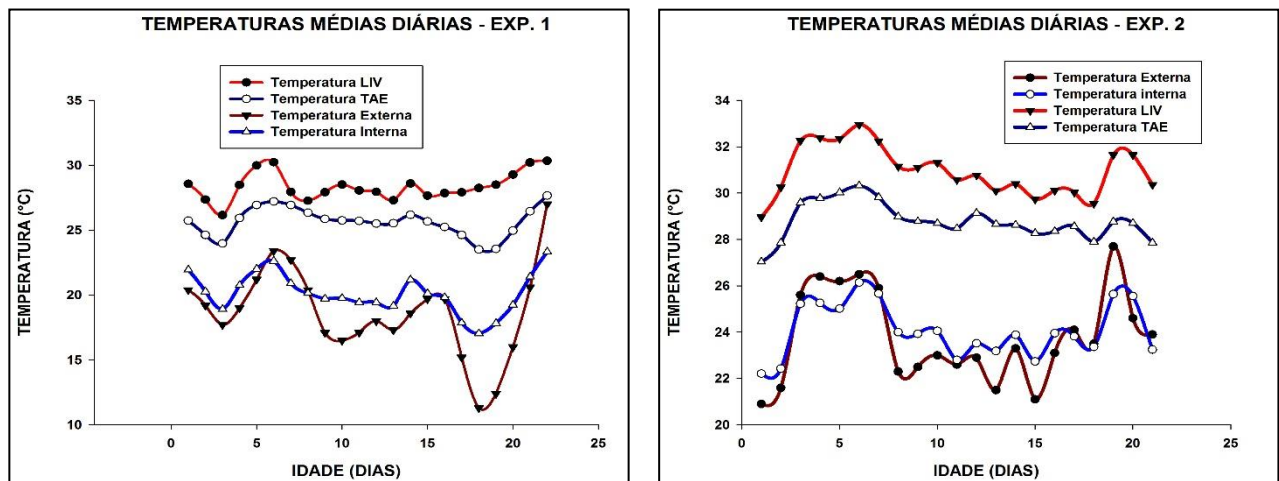 TEMPERATURAS MÉDIAS DIÁRIAS - EXP. 1
Temperatura LIV
Temperatura TAE
Temperatura Externa
Temperatura Interna
TEMPERATURA (°C)
35
30
25
20
15
10
0
5
10
15
20
25
IDADE (DIAS)
TEMPERATURAS MÉDIAS DIÁRIAS - EXP. 2
Temperatura Externa
Temperatura interna
Temperatura LIV
Temperatura TAE
TEMPERATURA (°C)
34
32
30
28
26
24
22
20
0
5
10
15
20
25
IDADE (DIAS)